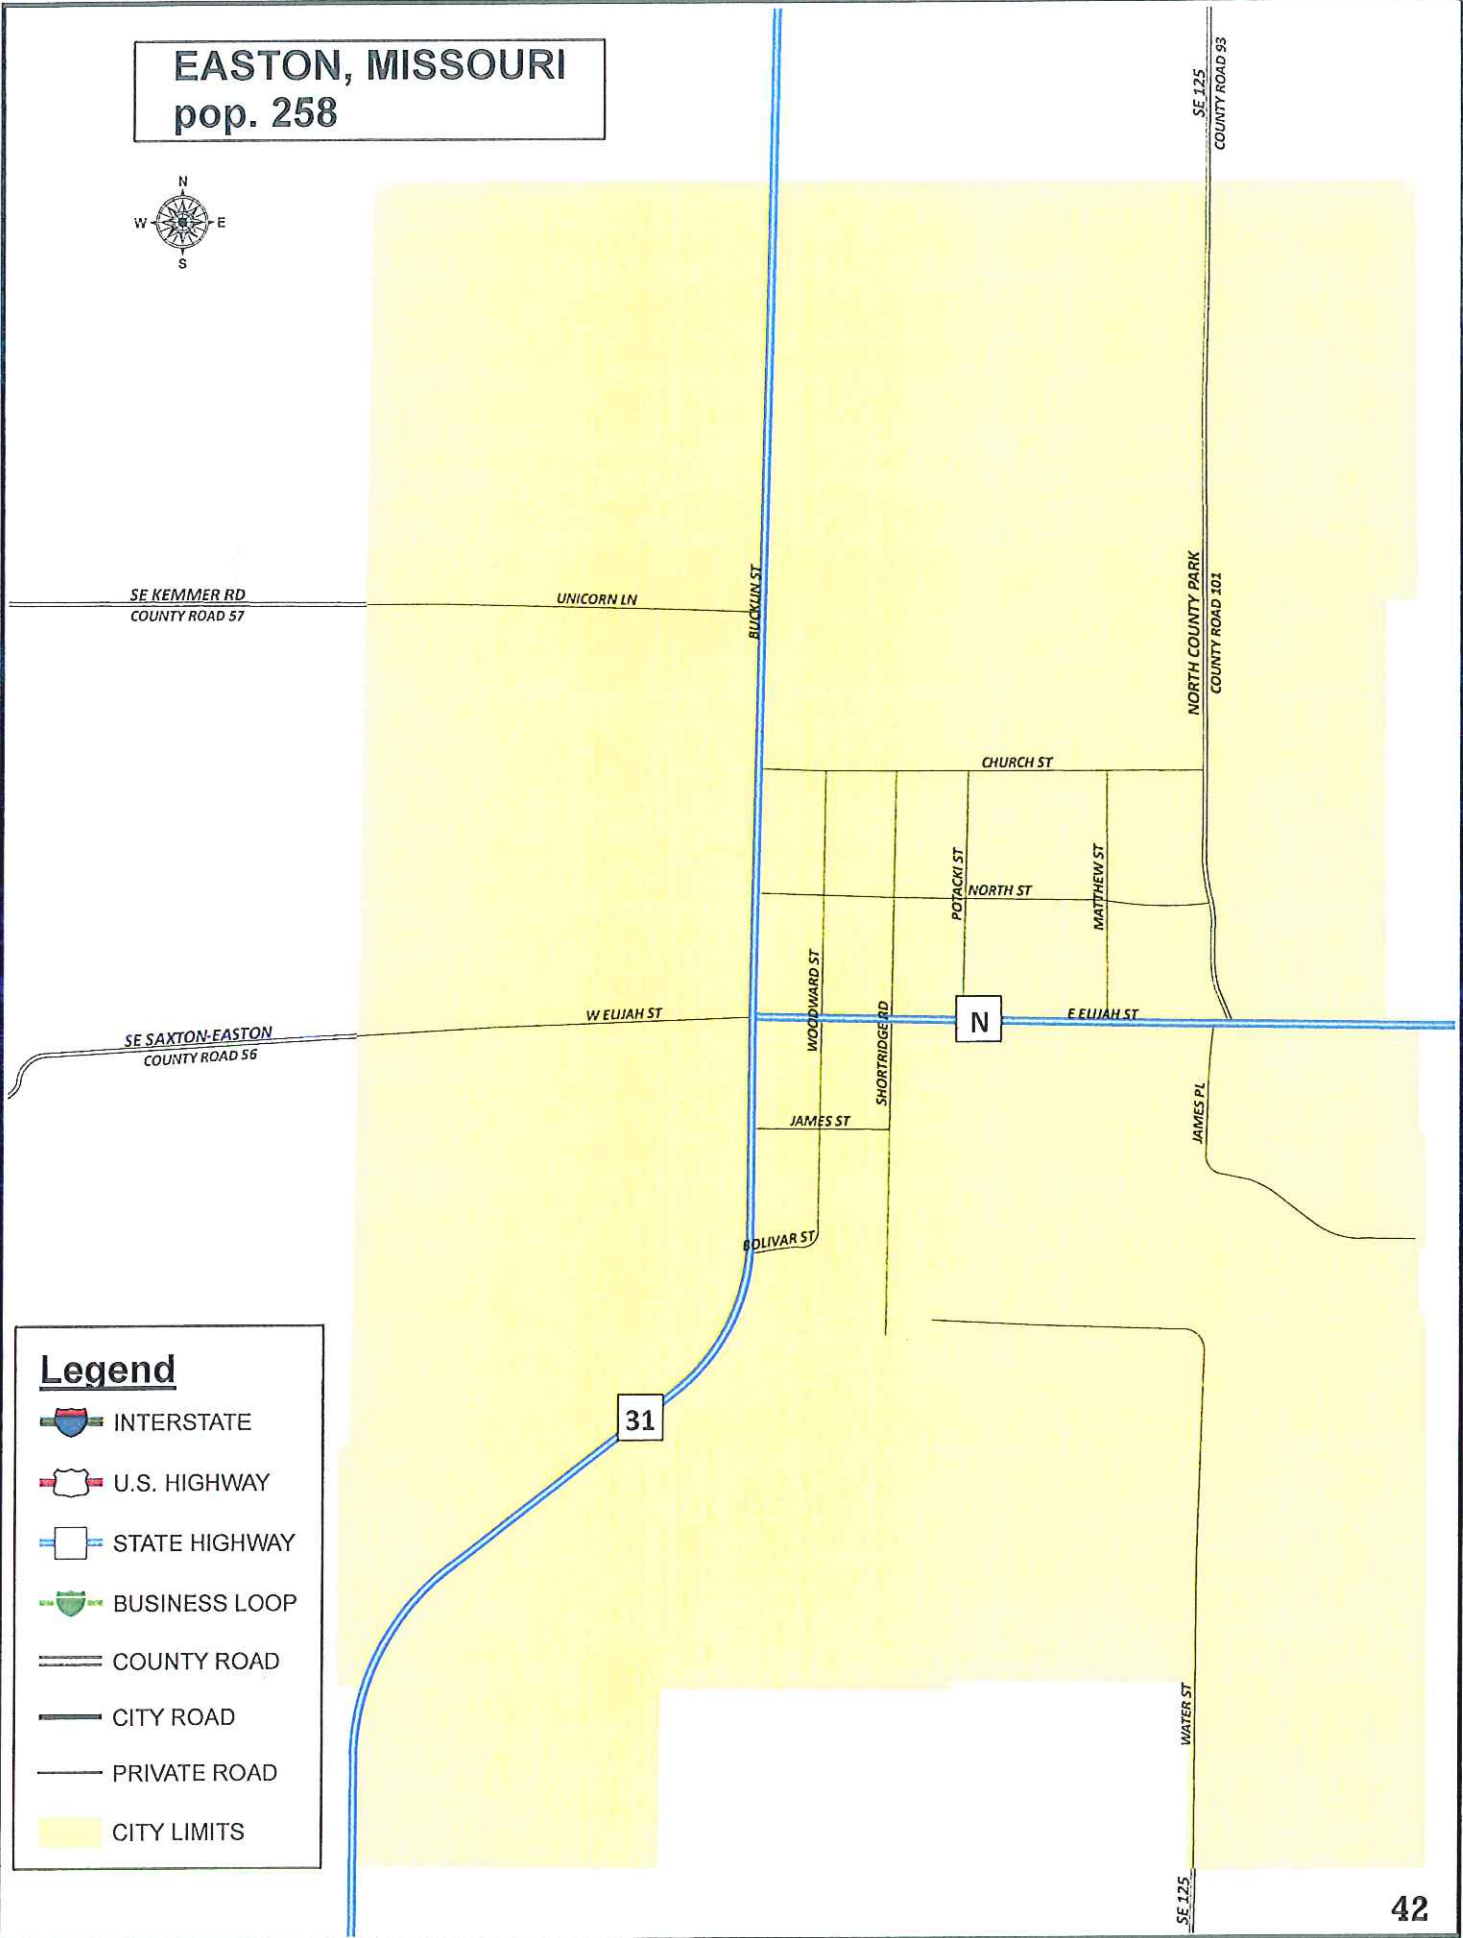 EASTON, MISSOURI
pop. 258
N
W
E
S
SE 125
COUNTY ROAD 93
SE KEMMER RD
COUNTY ROAD 57
UNICORN LN
BUCKLIN ST
NORTH COUNTY PARK
COUNTY ROAD 101
CHURCH ST
POTACKI ST
NORTH ST
MATTHEW ST
WOODWARD ST
SHORTRIDGE RD
W ELIJAH ST
N
E ELIJAH ST
SE SAXTON-EASTON
COUNTY ROAD 56
JAMES ST
JAMES PL
BOLIVAR ST
31
Legend
INTERSTATE
U.S. HIGHWAY
STATE HIGHWAY
BUSINESS LOOP
COUNTY ROAD
CITY ROAD
PRIVATE ROAD
CITY LIMITS
WATER ST
SE 125
42